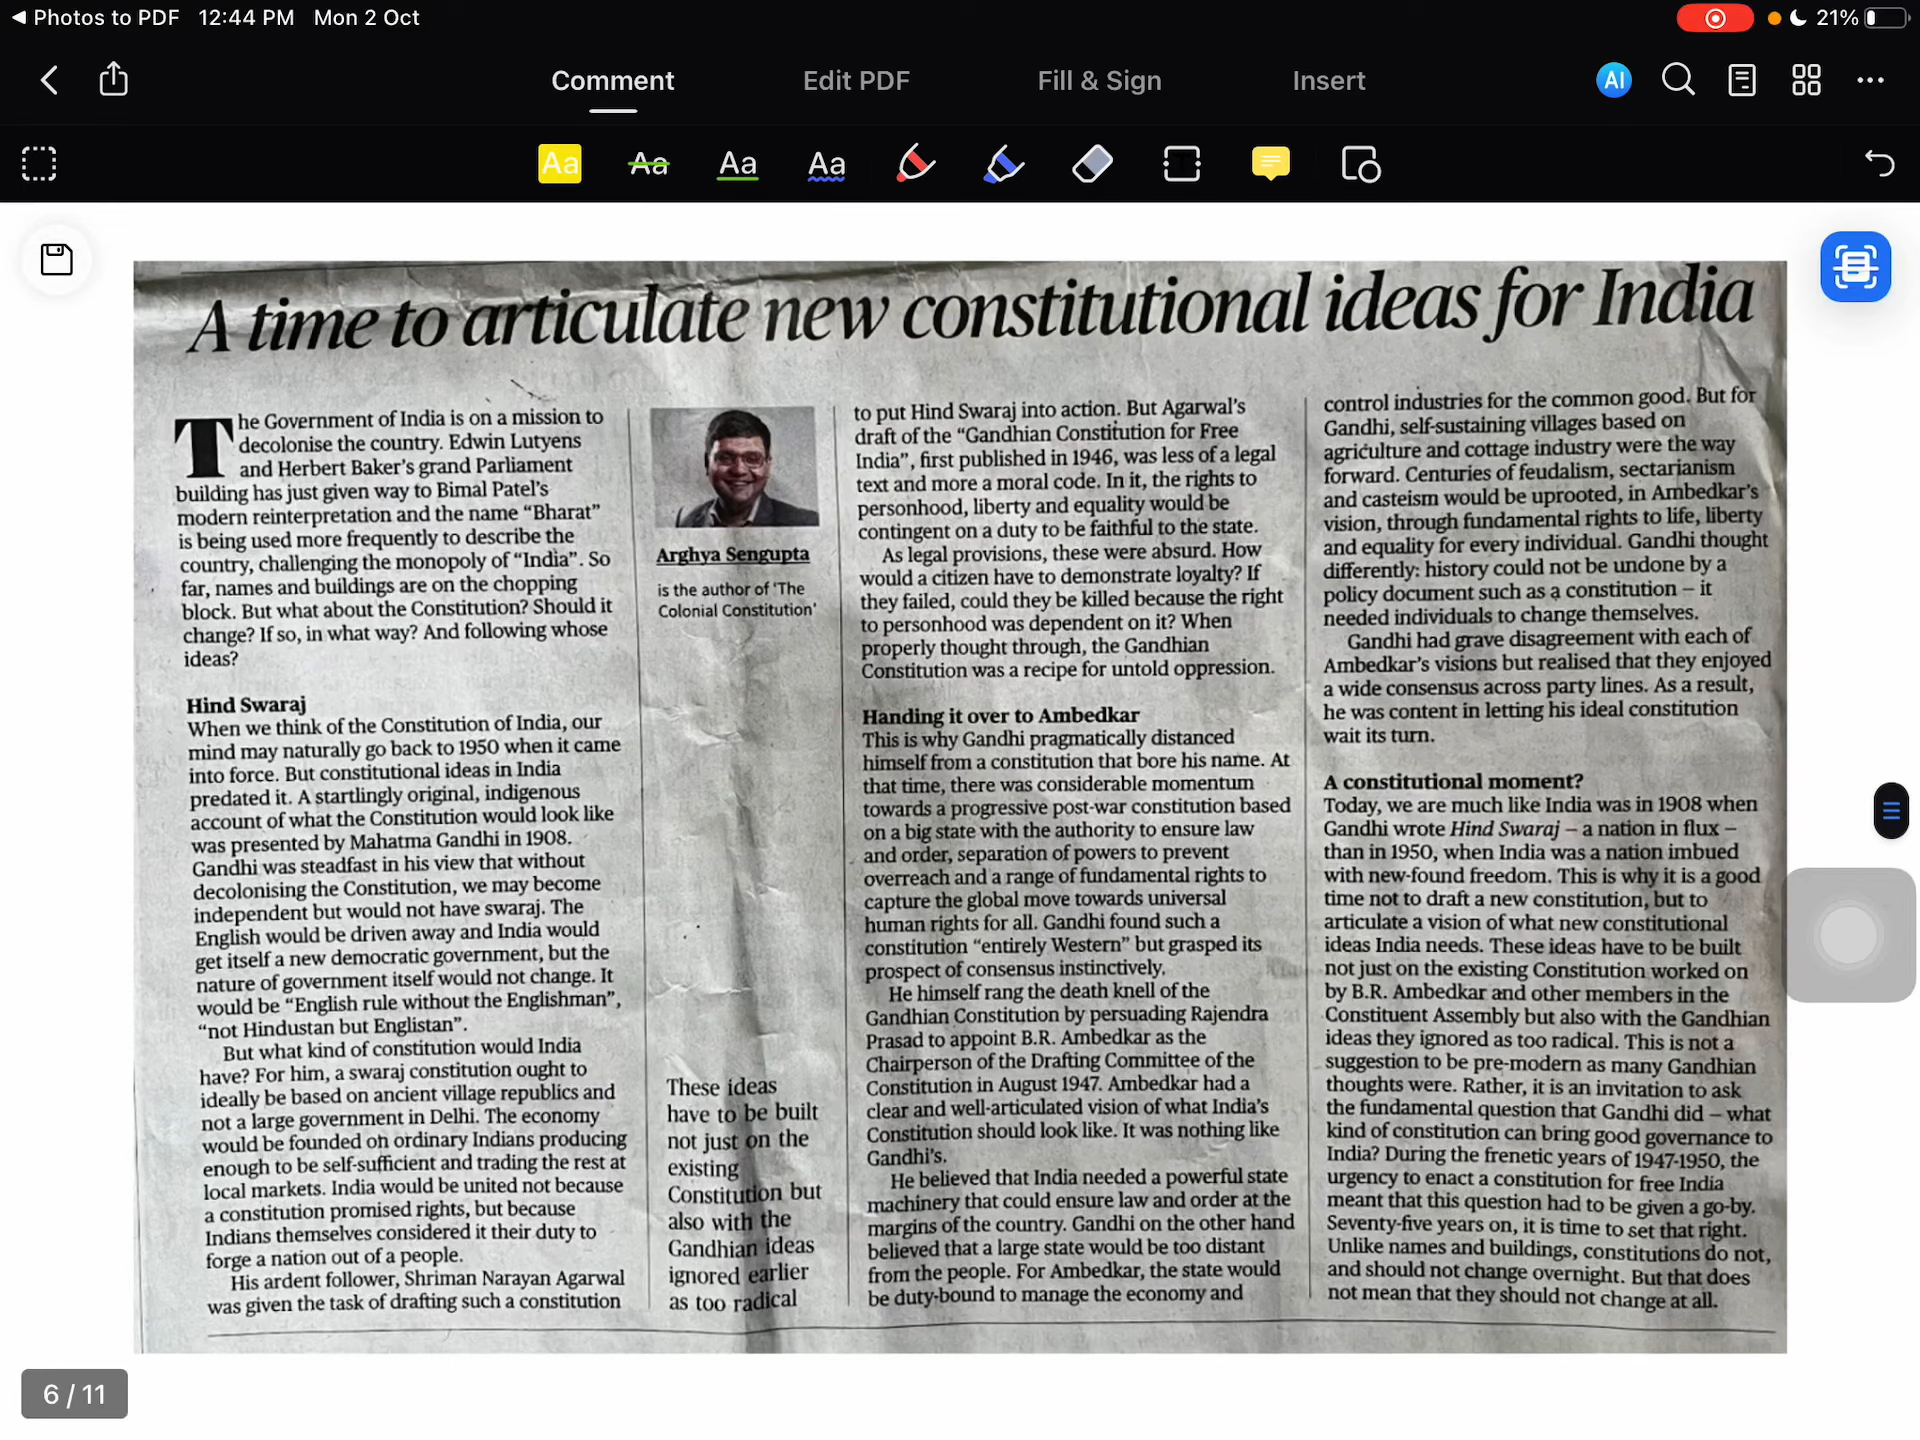 Photos to PDF 12:44 PM Mon 2 Oct
21%
Comment
Edit PDF
Fill & Sign
Insert
AI
Aa
Aa
Aa
Aa
T
A time to articulate new constitutional ideas for India
The Government of India is on a mission to
decolonise the country. Edwin Lutyens
and Herbert Baker's grand Parliament
building has just given way to Bimal Patel's
modern reinterpretation and the name "Bharat"
is being used more frequently to describe the
country, challenging the monopoly of "India". So
far, names and buildings are on the chopping
block. But what about the Constitution? Should it
change? If so, in what way? And following whose
ideas?
Hind Swaraj
When we think of the Constitution of India, our
mind may naturally go back to 1950 when it came
into force. But constitutional ideas in India
predated it. A startlingly original, indigenous
account of what the Constitution would look like
was presented by Mahatma Gandhi in 1908.
Gandhi was steadfast in his view that without
decolonising the Constitution, we may become
independent but would not have swaraj. The
English would be driven away and India would
get itself a new democratic government, but the
nature of government itself would not change. It
would be "English rule without the Englishman",
"not Hindustan but Englistan".
But what kind of constitution would India
have? For him, a swaraj constitution ought to
ideally be based on ancient village republics and
not a large government in Delhi. The economy
would be founded on ordinary Indians producing
enough to be self-sufficient and trading the rest at
local markets. India would be united not because
a constitution promised rights, but because
Indians themselves considered it their duty to
forge a nation out of a people.
His ardent follower, Shriman Narayan Agarwal
was given the task of drafting such a constitution
Arghya Sengupta
is the author of 'The
Colonial Constitution'
These ideas
have to be built
not just on the
existing
Constitution but
also with the
Gandhian ideas
ignored earlier
as too radical
to put Hind Swaraj into action. But Agarwal's
draft of the "Gandhian Constitution for Free
India", first published in 1946, was less of a legal
text and more a moral code. In it, the rights to
personhood, liberty and equality would be
contingent on a duty to be faithful to the state.
As legal provisions, these were absurd. How
would a citizen have to demonstrate loyalty? If
they failed, could they be killed because the right
to personhood was dependent on it? When
properly thought through, the Gandhian
Constitution was a recipe for untold oppression.
Handing it over to Ambedkar
This is why Gandhi pragmatically distanced
himself from a constitution that bore his name. At
that time, there was considerable momentum
towards a progressive post-war constitution based
on a big state with the authority to ensure law
and order, separation of powers to prevent
overreach and a range of fundamental rights to
capture the global move towards universal
human rights for all. Gandhi found such a
constitution "entirely Western" but grasped its
prospect of consensus instinctively.
He himself rang the death knell of the
Gandhian Constitution by persuading Rajendra
Prasad to appoint B.R. Ambedkar as the
Chairperson of the Drafting Committee of the
Constitution in August 1947. Ambedkar had a
clear and well-articulated vision of what India's
Constitution should look like. It was nothing like
Gandhi's.
He believed that India needed a powerful state
machinery that could ensure law and order at the
margins of the country. Gandhi on the other hand
believed that a large state would be too distant
from the people. For Ambedkar, the state would
be duty-bound to manage the economy and
control industries for the common good. But for
Gandhi, self-sustaining villages based on
agriculture and cottage industry were the way
forward. Centuries of feudalism, sectarianism
and casteism would be uprooted, in Ambedkar's
vision, through fundamental rights to life, liberty
and equality for every individual. Gandhi thought
differently: history could not be undone by a
policy document such as a constitution – it
needed individuals to change themselves.
Gandhi had grave disagreement with each of
Ambedkar's visions but realised that they enjoyed
a wide consensus across party lines. As a result,
he was content in letting his ideal constitution
wait its turn.
A constitutional moment?
Today, we are much like India was in 1908 when
Gandhi wrote Hind Swaraj – a nation in flux –
than in 1950, when India was a nation imbued
with new-found freedom. This is why it is a good
time not to draft a new constitution, but to
articulate a vision of what new constitutional
ideas India needs. These ideas have to be built
not just on the existing Constitution worked on
by B.R. Ambedkar and other members in the
Constituent Assembly but also with the Gandhian
ideas they ignored as too radical. This is not a
suggestion to be pre-modern as many Gandhian
thoughts were. Rather, it is an invitation to ask
the fundamental question that Gandhi did – what
kind of constitution can bring good governance to
India? During the frenetic years of 1947-1950, the
urgency to enact a constitution for free India
meant that this question had to be given a go-by.
Seventy-five years on, it is time to set that right.
Unlike names and buildings, constitutions do not,
and should not change overnight. But that does
not mean that they should not change at all.
6 / 11